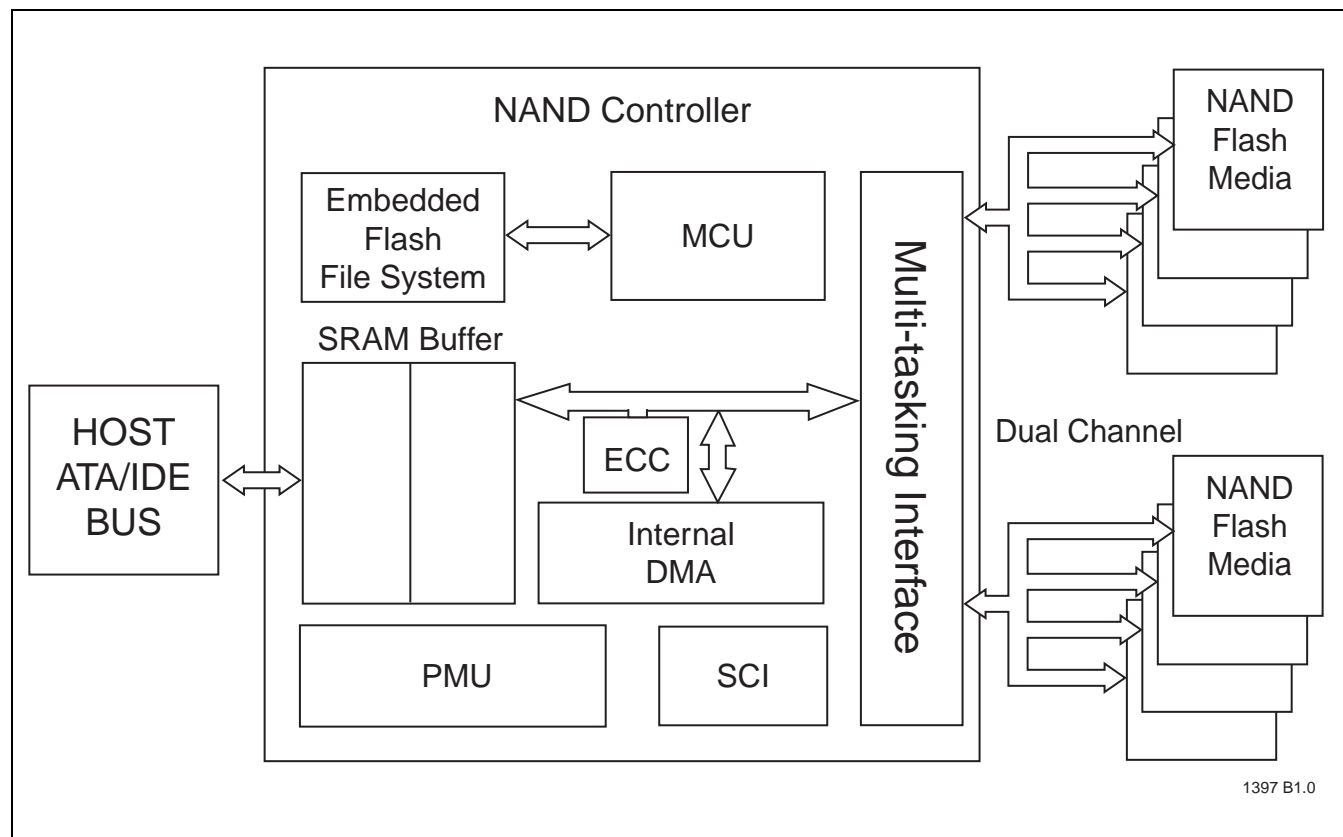 NAND Controller
NAND
Flash
Media
Embedded
Flash
File System
MCU
Multi-tasking Interface
SRAM Buffer
HOST
ATA/IDE
BUS
ECC
Dual Channel
Internal
DMA
NAND
Flash
Media
PMU
SCI
1397 B1.0